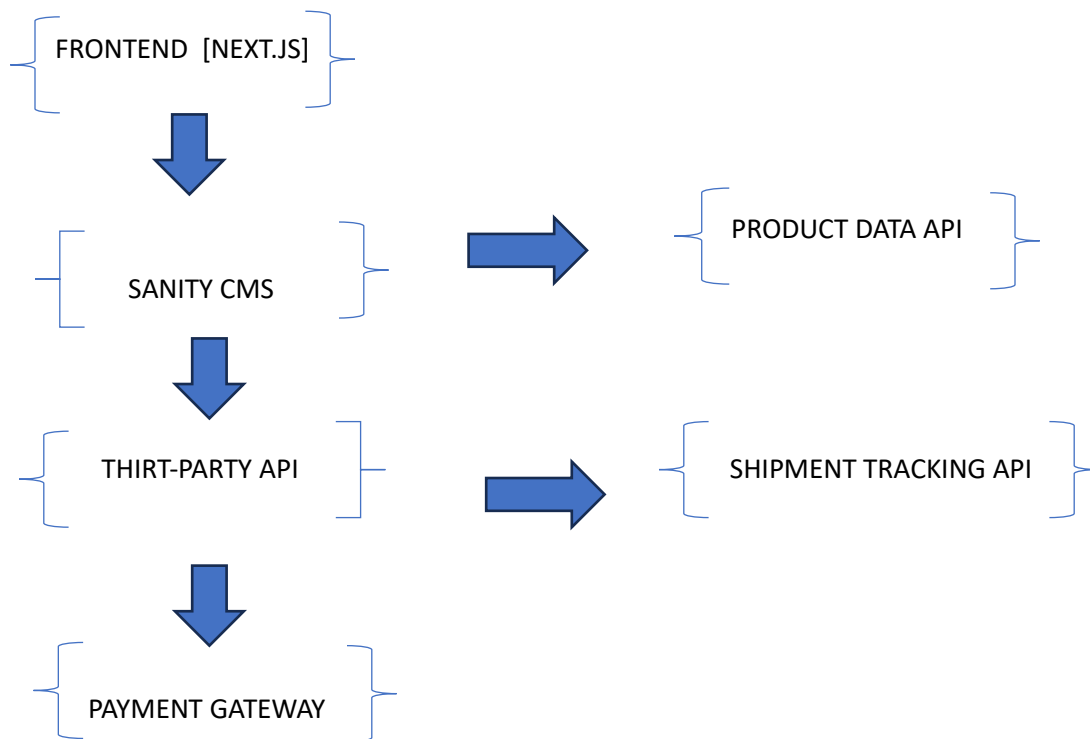 FRONTEND [NEXT.JS]
PRODUCT DATA API
SANITY CMS
THIRT-PARTY API
SHIPMENT TRACKING API
PAYMENT GATEWAY